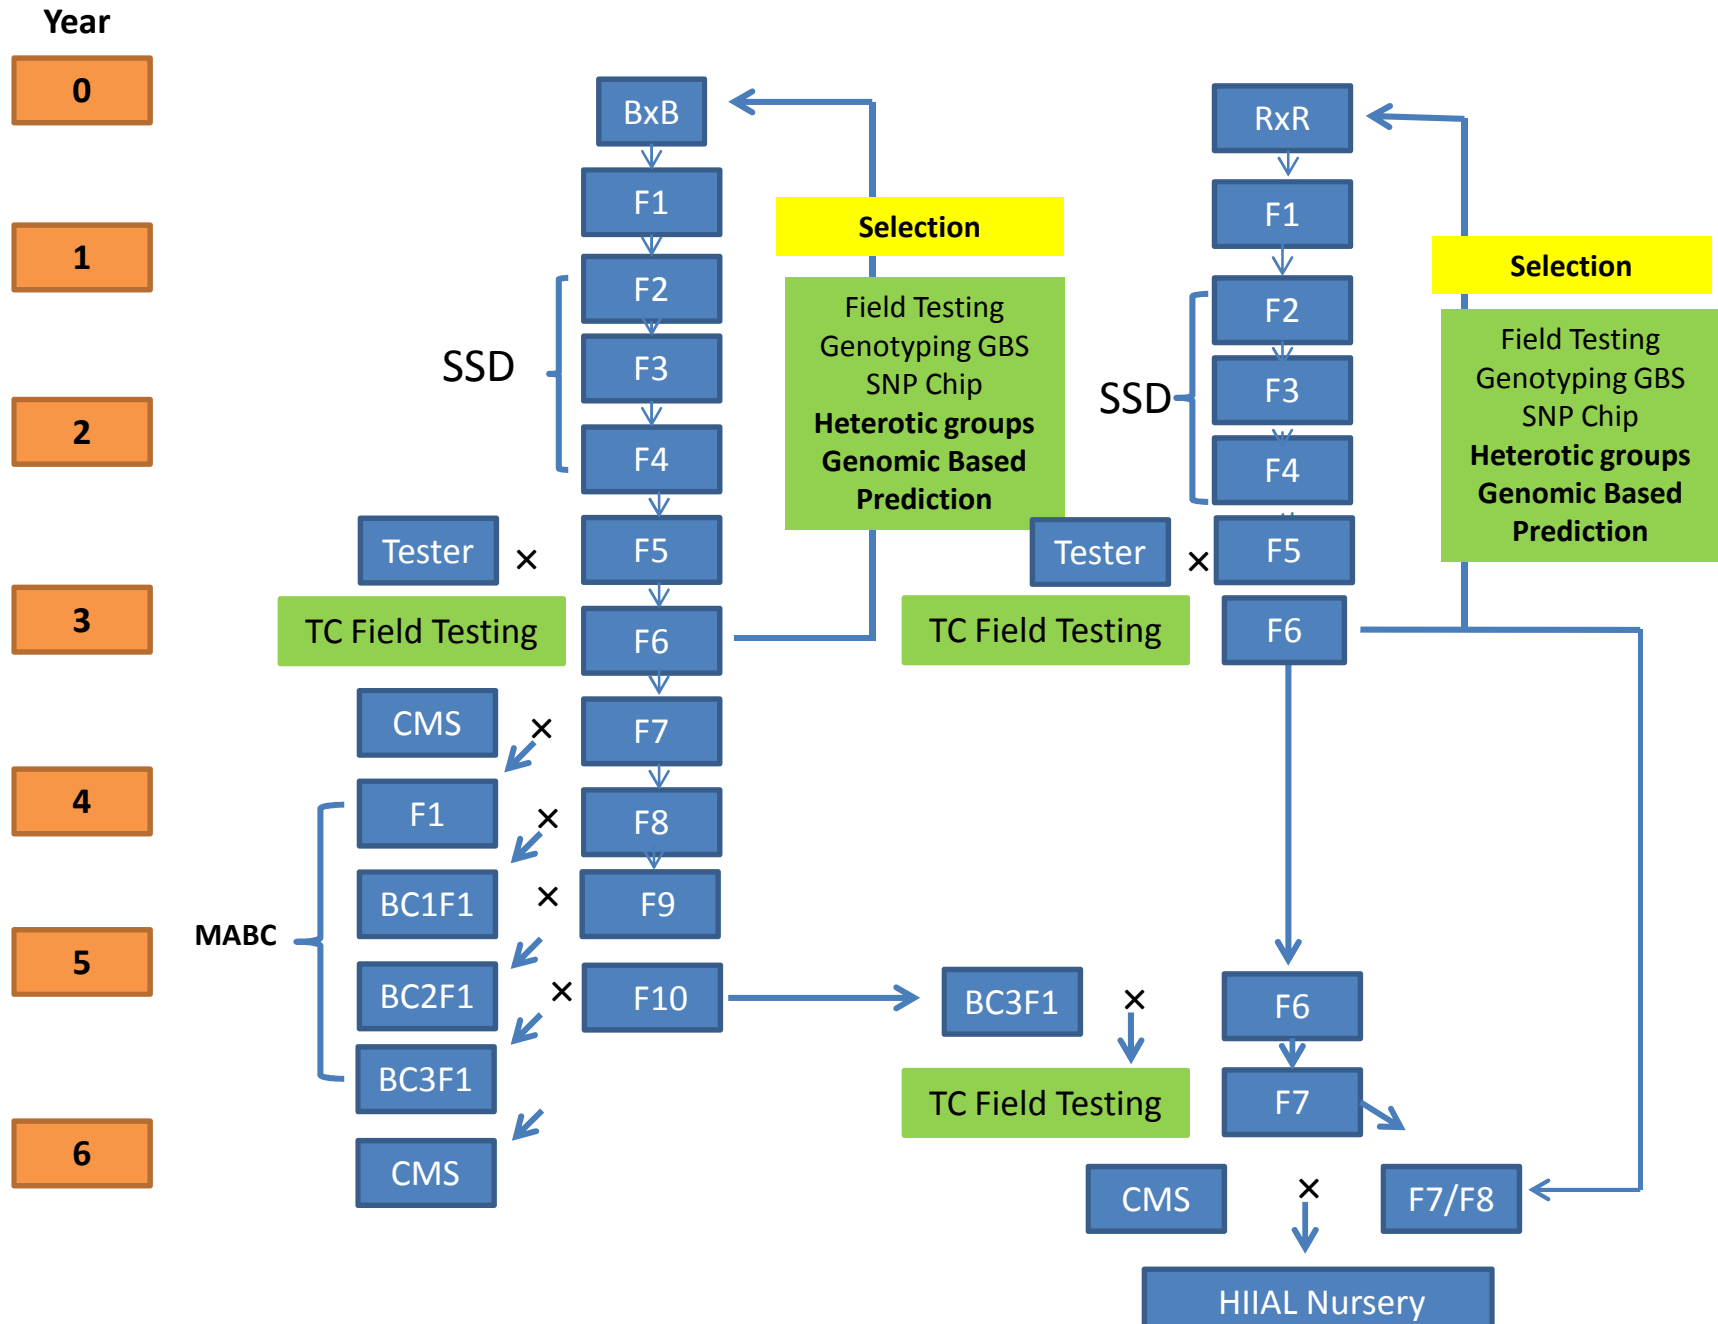 Year
0
BxB
RxR
F1
F1
Selection
1
Selection
F2
F2
Field Testing
Genotyping GBS
SNP Chip
Heterotic groups
Genomic Based
Prediction
Field Testing
Genotyping GBS
SNP Chip
Heterotic groups
Genomic Based
Prediction
SSD
F3
SSD
F3
2
F4
F4
Tester
×
F5
Tester
×
F5
3
TC Field Testing
F6
TC Field Testing
F6
CMS
×
F7
4
F1
×
F8
BC1F1
×
F9
MABC
5
BC2F1
×
F10
BC3F1
×
F6
BC3F1
TC Field Testing
F7
6
CMS
CMS
×
F7/F8
HIIAL Nursery